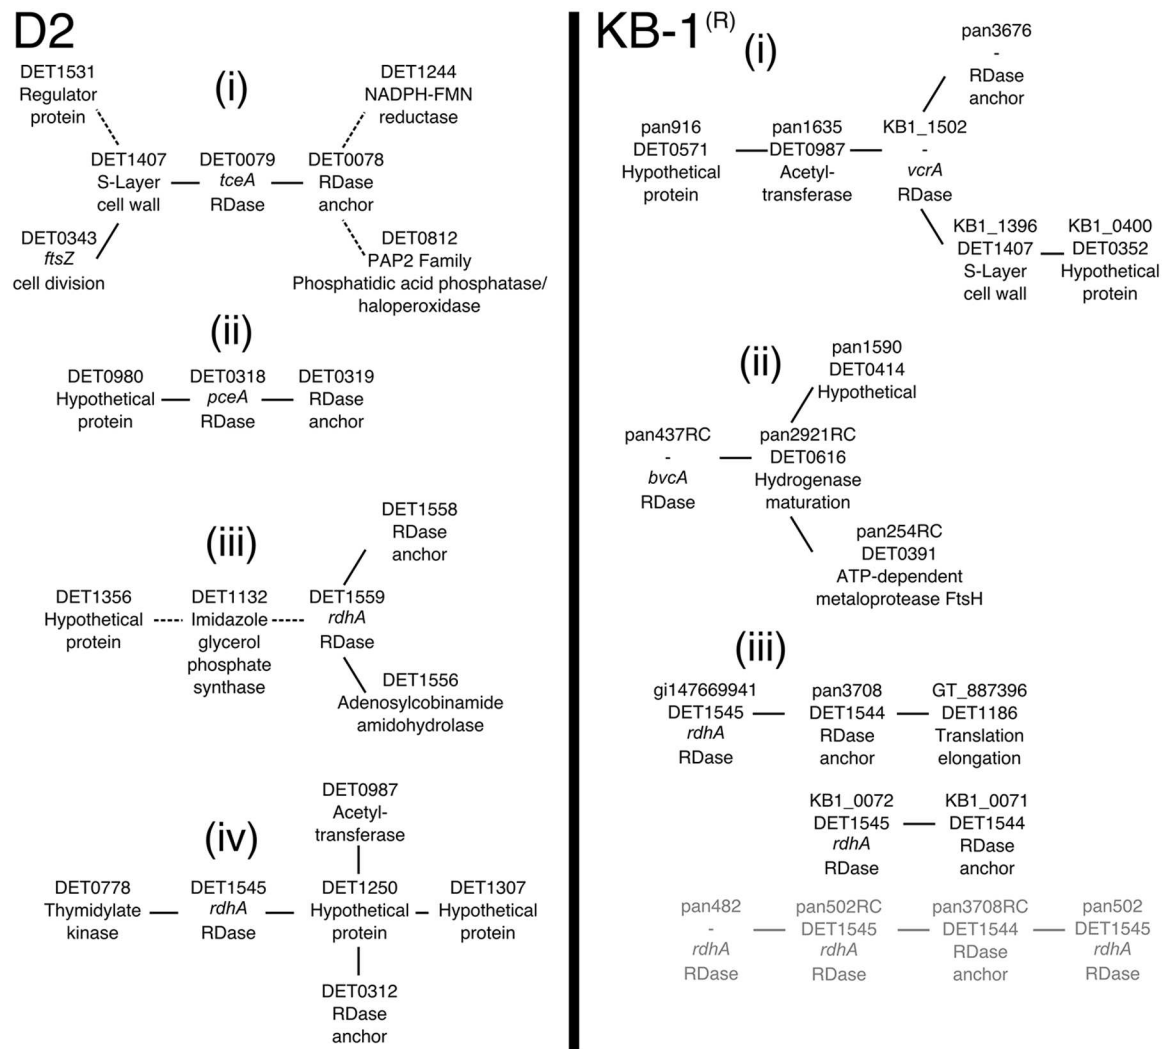 D2
(i)
DET1531
Regulator
protein
DET1244
NADPH-FMN
reductase
DET1407
S-Layer
cell wall
DET0079
tceA
RDase
DET0078
RDase
anchor
DET0343
ftsZ
cell division
DET0812
PAP2 Family
Phosphatidic acid phosphatase/
haloperoxidase
(ii)
DET0980
Hypothetical
protein
DET0318
pceA
RDase
DET0319
RDase
anchor
(iii)
DET1558
RDase
anchor
DET1356
Hypothetical
protein
DET1132
Imidazole
glycerol
phosphate
synthase
DET1559
rdhA
RDase
DET1556
Adenosylcobinamide
amidohydrolase
(iv)
DET0987
Acetyl-
transferase
DET0778
Thymidylate
kinase
DET1545
rdhA
RDase
DET1250
Hypothetical
protein
DET1307
Hypothetical
protein
DET0312
RDase
anchor
KB-1(R)
(i)
pan3676
-
RDase
anchor
pan916
DET0571
Hypothetical
protein
pan1635
DET0987
Acetyl-
transferase
KB1_1502
-
vcrA
RDase
KB1_1396
DET1407
S-Layer
cell wall
KB1_0400
DET0352
Hypothetical
protein
(ii)
pan1590
DET0414
Hypothetical
pan437RC
-
bvcA
RDase
pan2921RC
DET0616
Hydrogenase
maturation
pan254RC
DET0391
ATP-dependent
metaloprotease FtsH
(iii)
gi147669941
DET1545
rdhA
RDase
pan3708
DET1544
RDase
anchor
GT_887396
DET1186
Translation
elongation
KB1_0072
DET1545
rdhA
RDase
KB1_0071
DET1544
RDase
anchor
pan482
-
rdhA
RDase
pan502RC
DET1545
rdhA
RDase
pan3708RC
DET1544
RDase
anchor
pan502
DET1545
rdhA
RDase